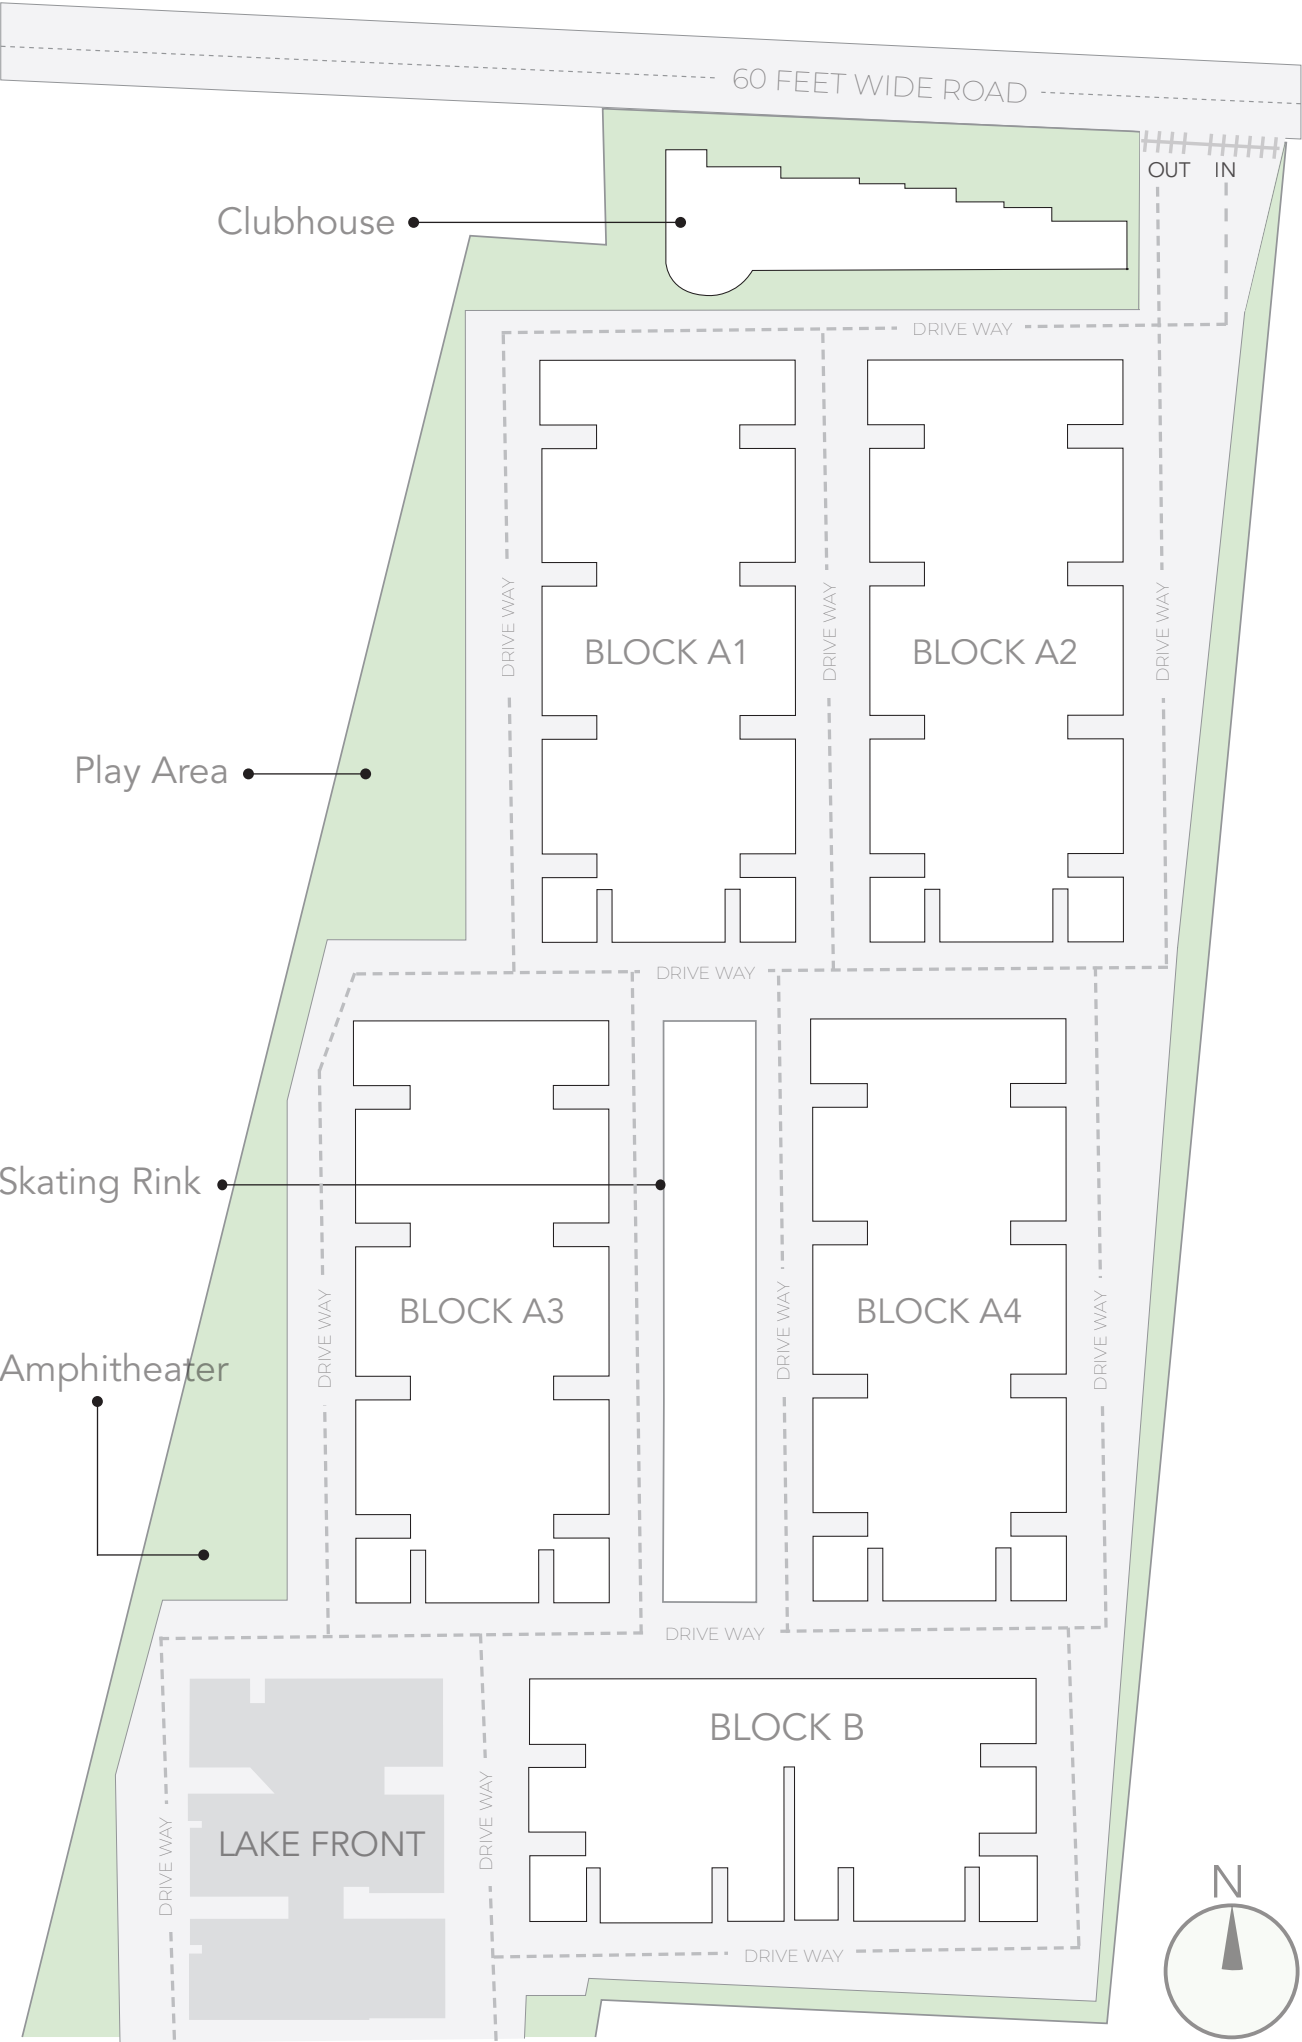 60 FEET WIDE ROAD
OUT IN
Clubhouse
DRIVE WAY
DRIVE WAY
DRIVE WAY
DRIVE WAY
BLOCK A1
BLOCK A2
Play Area
DRIVE WAY
Skating Rink
DRIVE WAY
BLOCK A3
DRIVE WAY
BLOCK A4
DRIVE WAY
Amphitheater
DRIVE WAY
BLOCK B
DRIVE WAY
LAKE FRONT
DRIVE WAY
N
DRIVE WAY